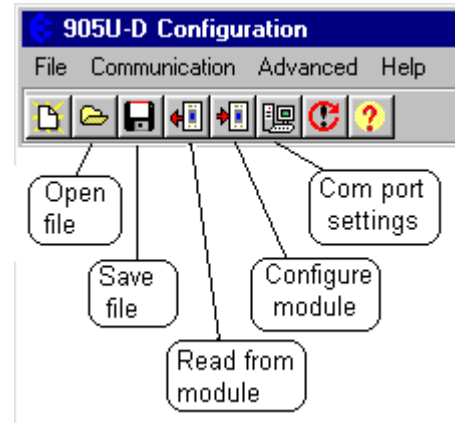 905U-D Configuration
File Communication Advanced Help
?
Open
file
Com port
settings
Save
file
Configure
module
Read from
module